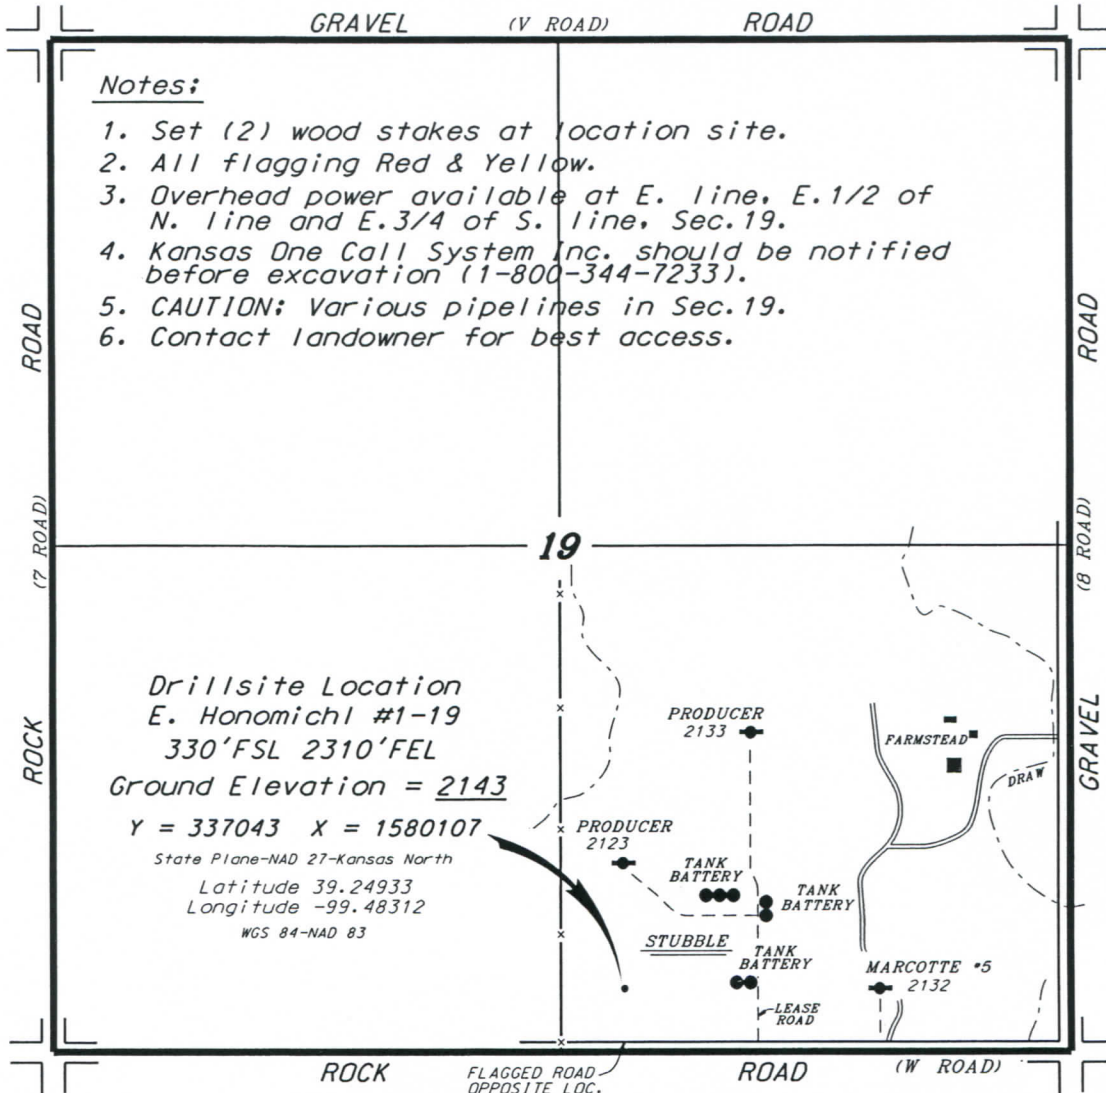 GRAVEL (V ROAD) ROAD
Notes:
1. Set (2) wood stakes at location site.
2. All flagging Red & Yellow.
3. Overhead power available at E. line, E.1/2 of
N. line and E.3/4 of S. line, Sec.19.
4. Kansas One Call System Inc. should be notified
before excavation (1-800-344-7233).
5. CAUTION: Various pipelines in Sec.19.
6. Contact landowner for best access.
ROAD
(7 ROAD)
ROCK
ROAD
(8 ROAD)
GRAVEL
19
Drillsite Location
E. Honomichl #1-19
330'FSL 2310'FEL
Ground Elevation = 2143
Y = 337043 X = 1580107
State Plane-NAD 27-Kansas North
Latitude 39.24933
Longitude -99.48312
WGS 84-NAD 83
PRODUCER
2133
FARMSTEAD
DRAW
PRODUCER
2123
TANK
BATTERY
TANK
BATTERY
STUBBLE
TANK
BATTERY
MARCOTTE #5
2132
LEASE
ROAD
ROCK ROAD (W ROAD)
FLAGGED ROAD
OPPOSITE LOC.